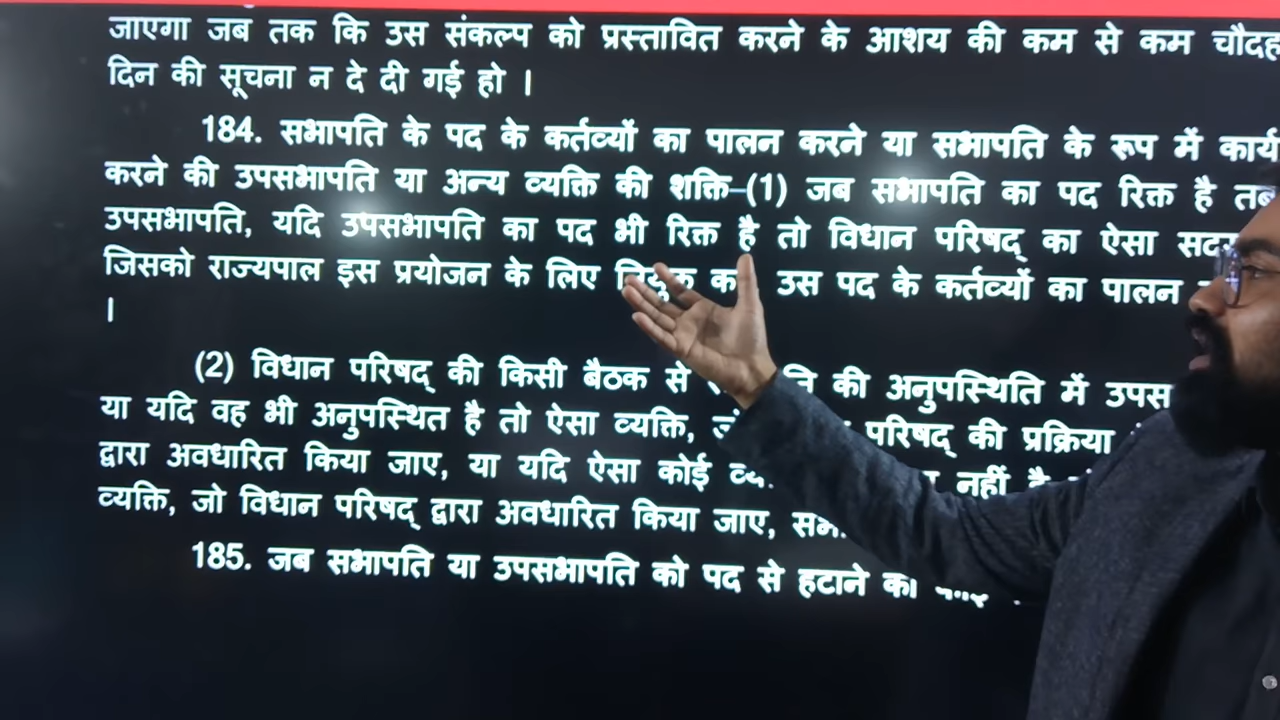 जाएगा जब तक कि उस संकल्प को प्रस्तावित करने के आशय की कम से कम चौदह
दिन की सूचना न दे दी गई हो ।
184. सभापति के पद के कर्तव्यों का पालन करने या सभापति के रूप में कार्य
करने की उपसभापति या अन्य व्यक्ति की शक्ति–(1) जब सभापति का पद रिक्त है तब
उपसभापति, यदि उपसभापति का पद भी रिक्त है तो विधान परिषद् का ऐसा
जिसको राज्यपाल इस प्रयोजन के लिए उस पद के कर्तव्यों का पालन
।
(2) विधान परिषद् की किसी बैठक से की अनुपस्थिति में
या यदि वह भी अनुपस्थित है तो ऐसा व्यक्ति, परिषद् की प्रक्रिया
द्वारा अवधारित किया जाए, या यदि ऐसा कोई नहीं है
व्यक्ति, जो विधान परिषद् द्वारा अवधारित किया जाए,
185. जब सभापति या उपसभापति को पद से हटाने का